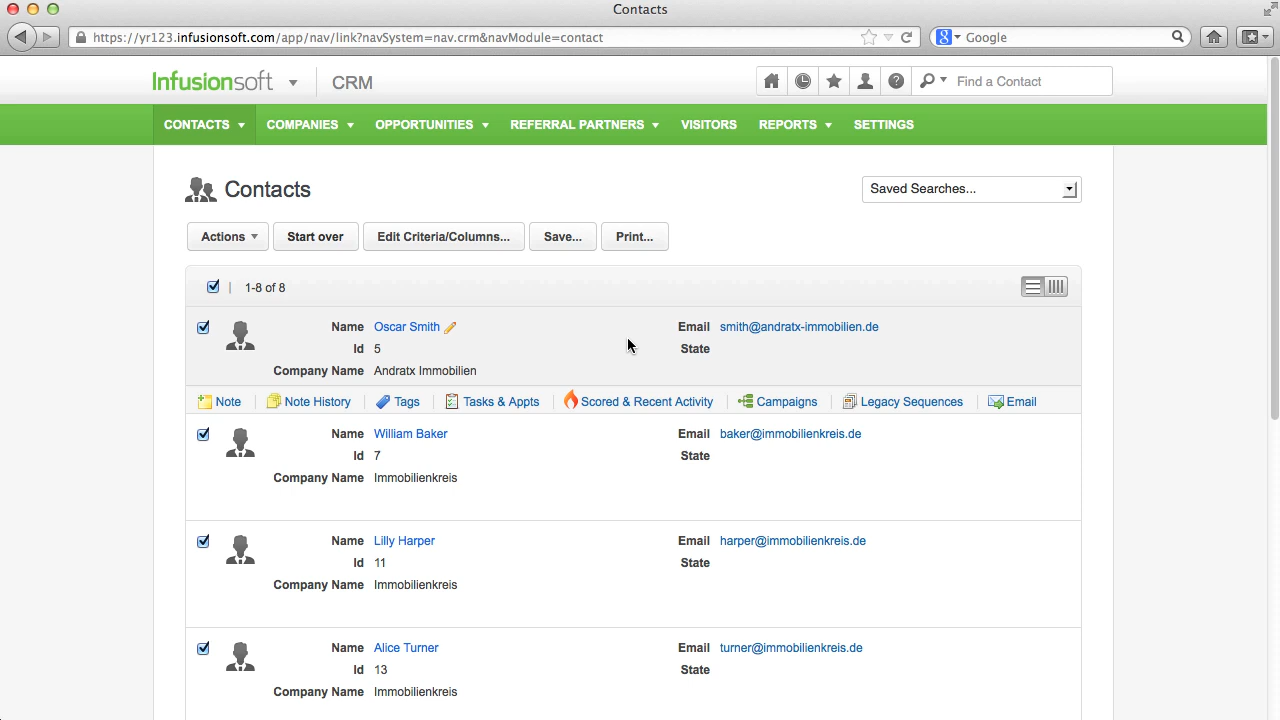 Contacts
https://yr123.infusionsoft.com/app/nav/link?navSystem=nav.crm&navModule=contact
Google
Infusionsoft CRM
Find a Contact
CONTACTS COMPANIES OPPORTUNITIES REFERRAL PARTNERS VISITORS REPORTS SETTINGS
Contacts
Saved Searches...
Actions Start over Edit Criteria/Columns... Save... Print...
1-8 of 8
Name Oscar Smith Email smith@andratx-immobilien.de
Id 5 State
Company Name Andratx Immobilien
Note Note History Tags Tasks & Appts Scored & Recent Activity Campaigns Legacy Sequences Email
Name William Baker Email baker@immobilienkreis.de
Id 7 State
Company Name Immobilienkreis
Name Lilly Harper Email harper@immobilienkreis.de
Id 11 State
Company Name Immobilienkreis
Name Alice Turner Email turner@immobilienkreis.de
Id 13 State
Company Name Immobilienkreis